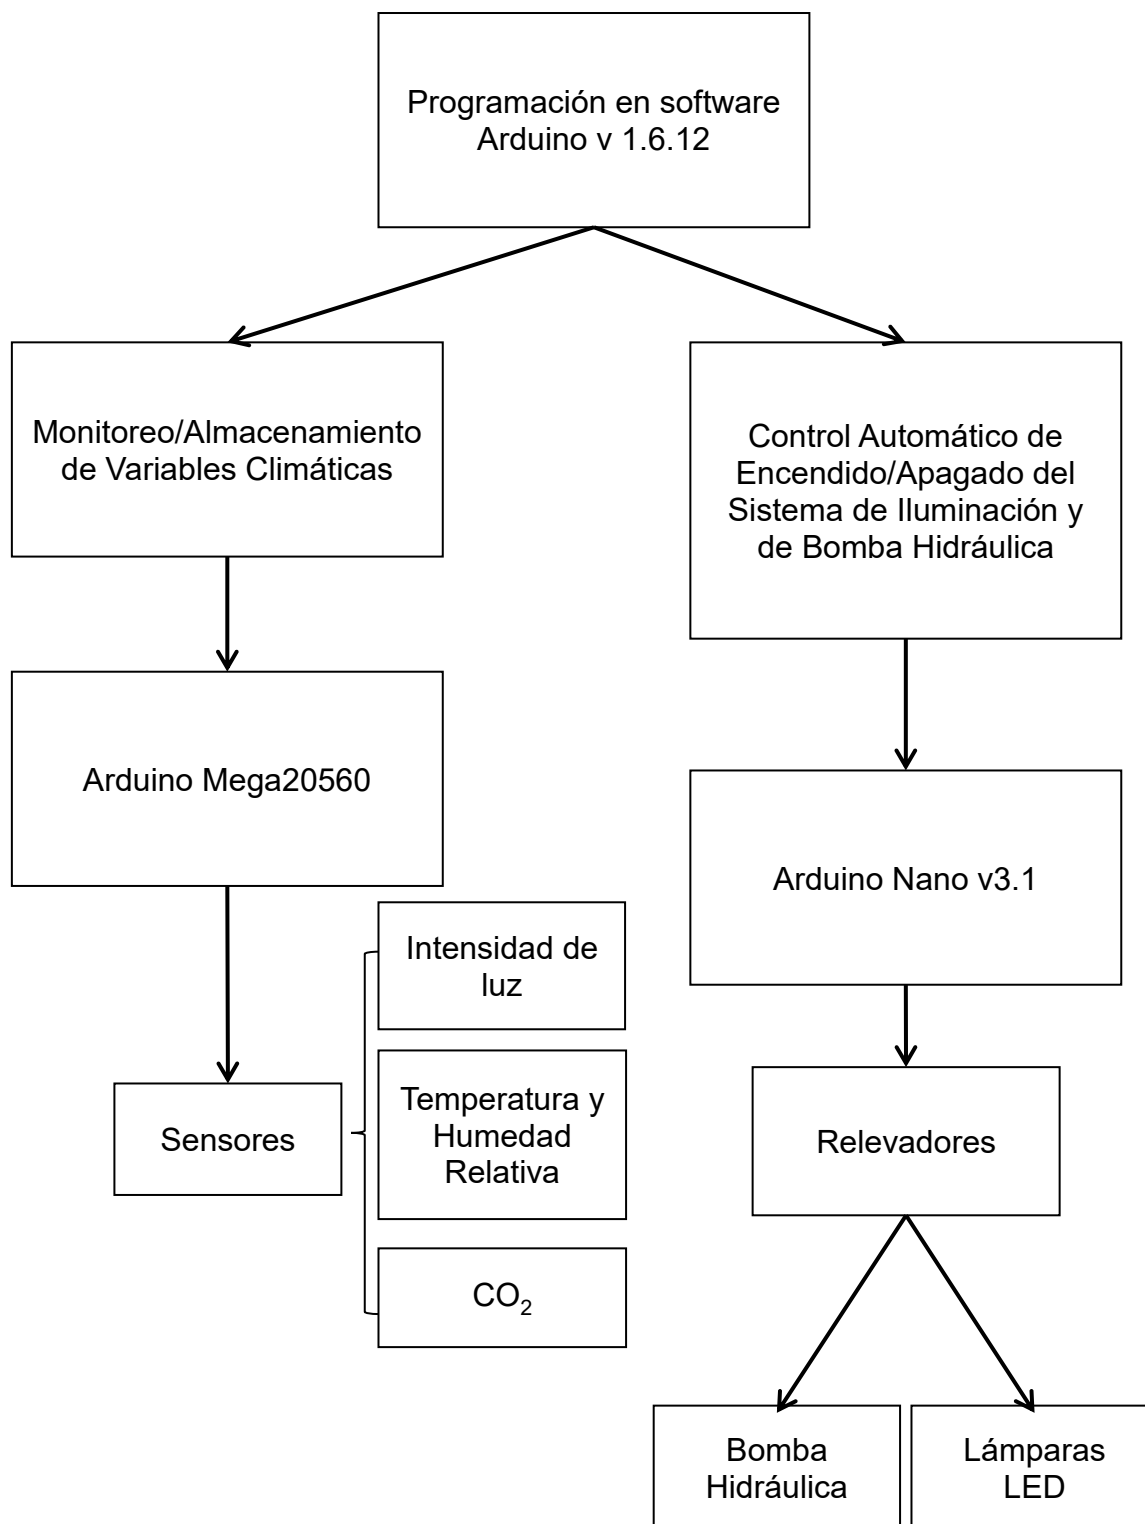 Programación en software
Arduino v 1.6.12
Monitoreo/Almacenamiento
de Variables Climáticas
Control Automático de
Encendido/Apagado del
Sistema de Iluminación y
de Bomba Hidráulica
Arduino Mega20560
Arduino Nano v3.1
Intensidad de
luz
Temperatura y
Humedad
Relativa
CO₂
Sensores
Relevadores
Bomba
Hidráulica
Lámparas
LED